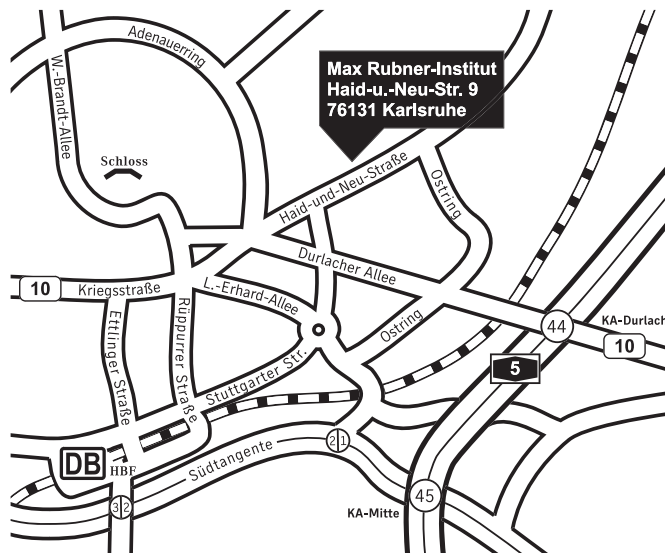 Adenauerring
W.-Brandt-Allee
Max Rubner-Institut
Haid-u.-Neu-Str. 9
76131 Karlsruhe
Schloss
Haid-und-Neu-Straße
Ostring
Durlacher Allee
10
Kriegsstraße
L.-Erhard-Allee
Ettlinger Straße
Rüppurrer Straße
Ostring
44
KA-Durlach
10
5
Stuttgarter Str.
DB
HBF
Südtangente
2 1
3 2
45
KA-Mitte